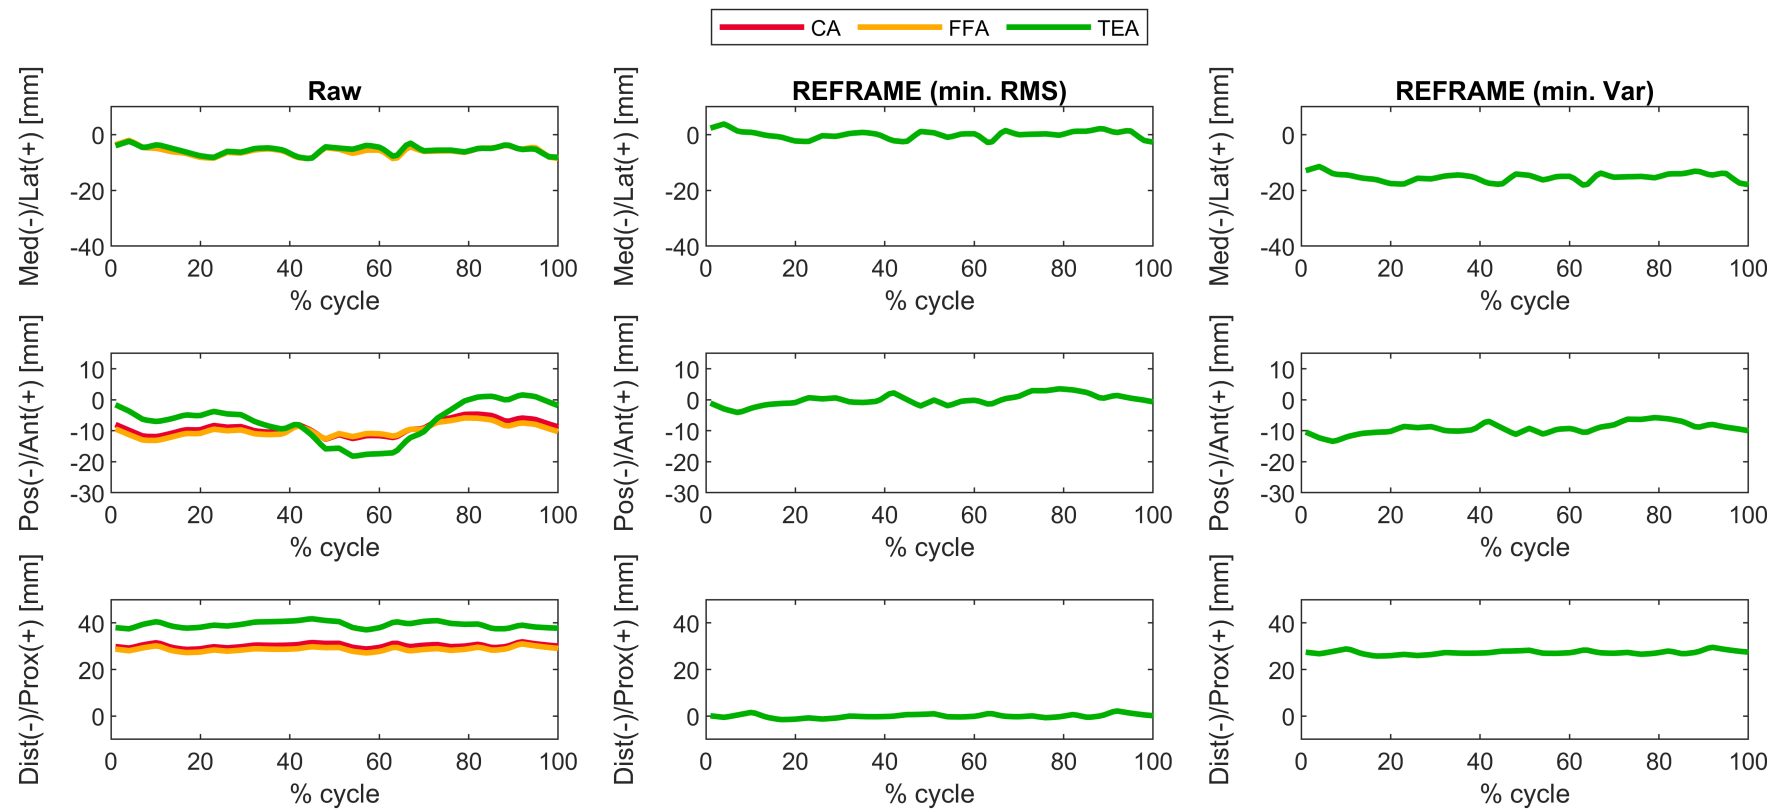 CA FFA TEA
Raw
REFRAME (min. RMS)
REFRAME (min. Var)
Med(-)/Lat(+) [mm]
0
-20
-40
0 20 40 60 80 100
% cycle
Med(-)/Lat(+) [mm]
0
-20
-40
0 20 40 60 80 100
% cycle
Med(-)/Lat(+) [mm]
0
-20
-40
0 20 40 60 80 100
% cycle
Pos(-)/Ant(+) [mm]
10
0
-10
-20
-30
0 20 40 60 80 100
% cycle
Pos(-)/Ant(+) [mm]
10
0
-10
-20
-30
0 20 40 60 80 100
% cycle
Pos(-)/Ant(+) [mm]
10
0
-10
-20
-30
0 20 40 60 80 100
% cycle
Dist(-)/Prox(+) [mm]
40
20
0
0 20 40 60 80 100
% cycle
Dist(-)/Prox(+) [mm]
40
20
0
0 20 40 60 80 100
% cycle
Dist(-)/Prox(+) [mm]
40
20
0
0 20 40 60 80 100
% cycle